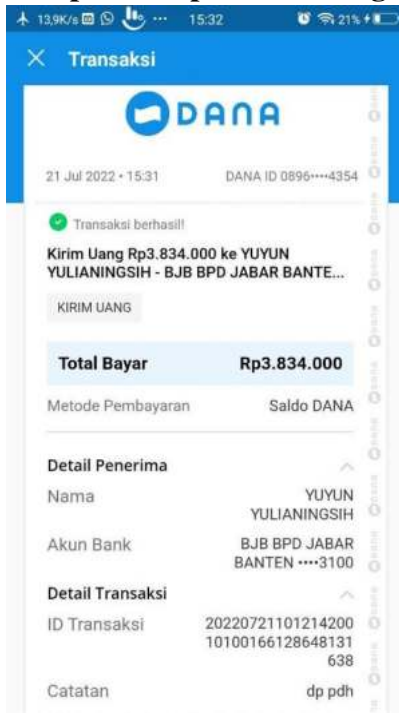 13,9K/s ... 15:32 21%
Transaksi
DANA
21 Jul 2022 • 15:31 DANA ID 0896••••4354
Transaksi berhasil!
Kirim Uang Rp3.834.000 ke YUYUN
YULIANINGSIH - BJB BPD JABAR BANTE...
KIRIM UANG
Total Bayar Rp3.834.000
Metode Pembayaran Saldo DANA
Detail Penerima
Nama YUYUN
YULIANINGSIH
Akun Bank BJB BPD JABAR
BANTEN ••••3100
Detail Transaksi
ID Transaksi 20220721101214200
10100166128648131
638
Catatan dp pdh